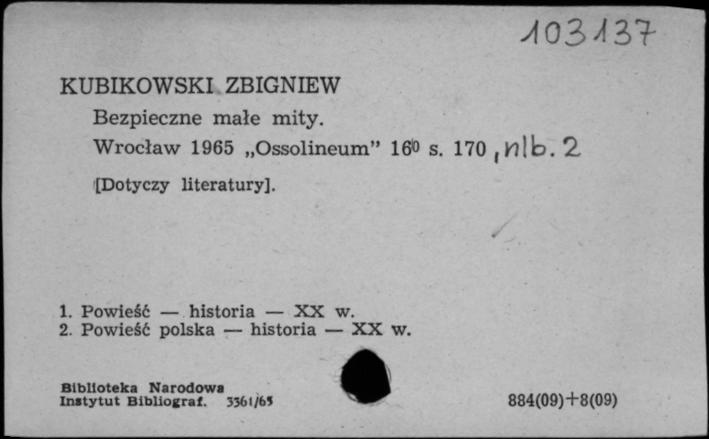 103137
KUBIKOWSKI ZBIGNIEW
Bezpieczne małe mity.
Wrocław 1965 „Ossolineum” 16⁰ s. 170, nlb. 2
[Dotyczy literatury].
1. Powieść — historia — XX w.
2. Powieść polska — historia — XX w.
Biblioteka Narodowa
Instytut Bibliograf. 3361/65
884(09)+8(09)